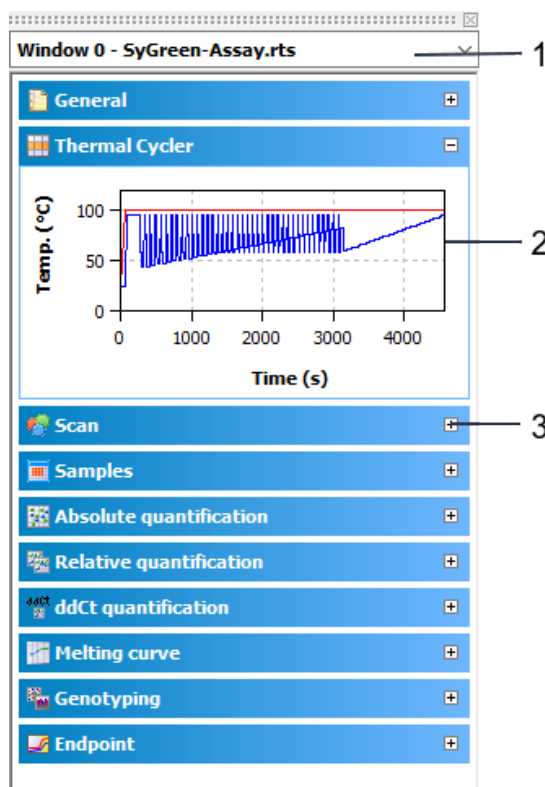 Window 0 - SyGreen-Assay.rts
1
General
Thermal Cycler
Temp. (°C)
100
50
0
2
0 1000 2000 3000 4000
Time (s)
Scan
3
Samples
Absolute quantification
Relative quantification
ddCt
ddCt quantification
Melting curve
Genotyping
Endpoint